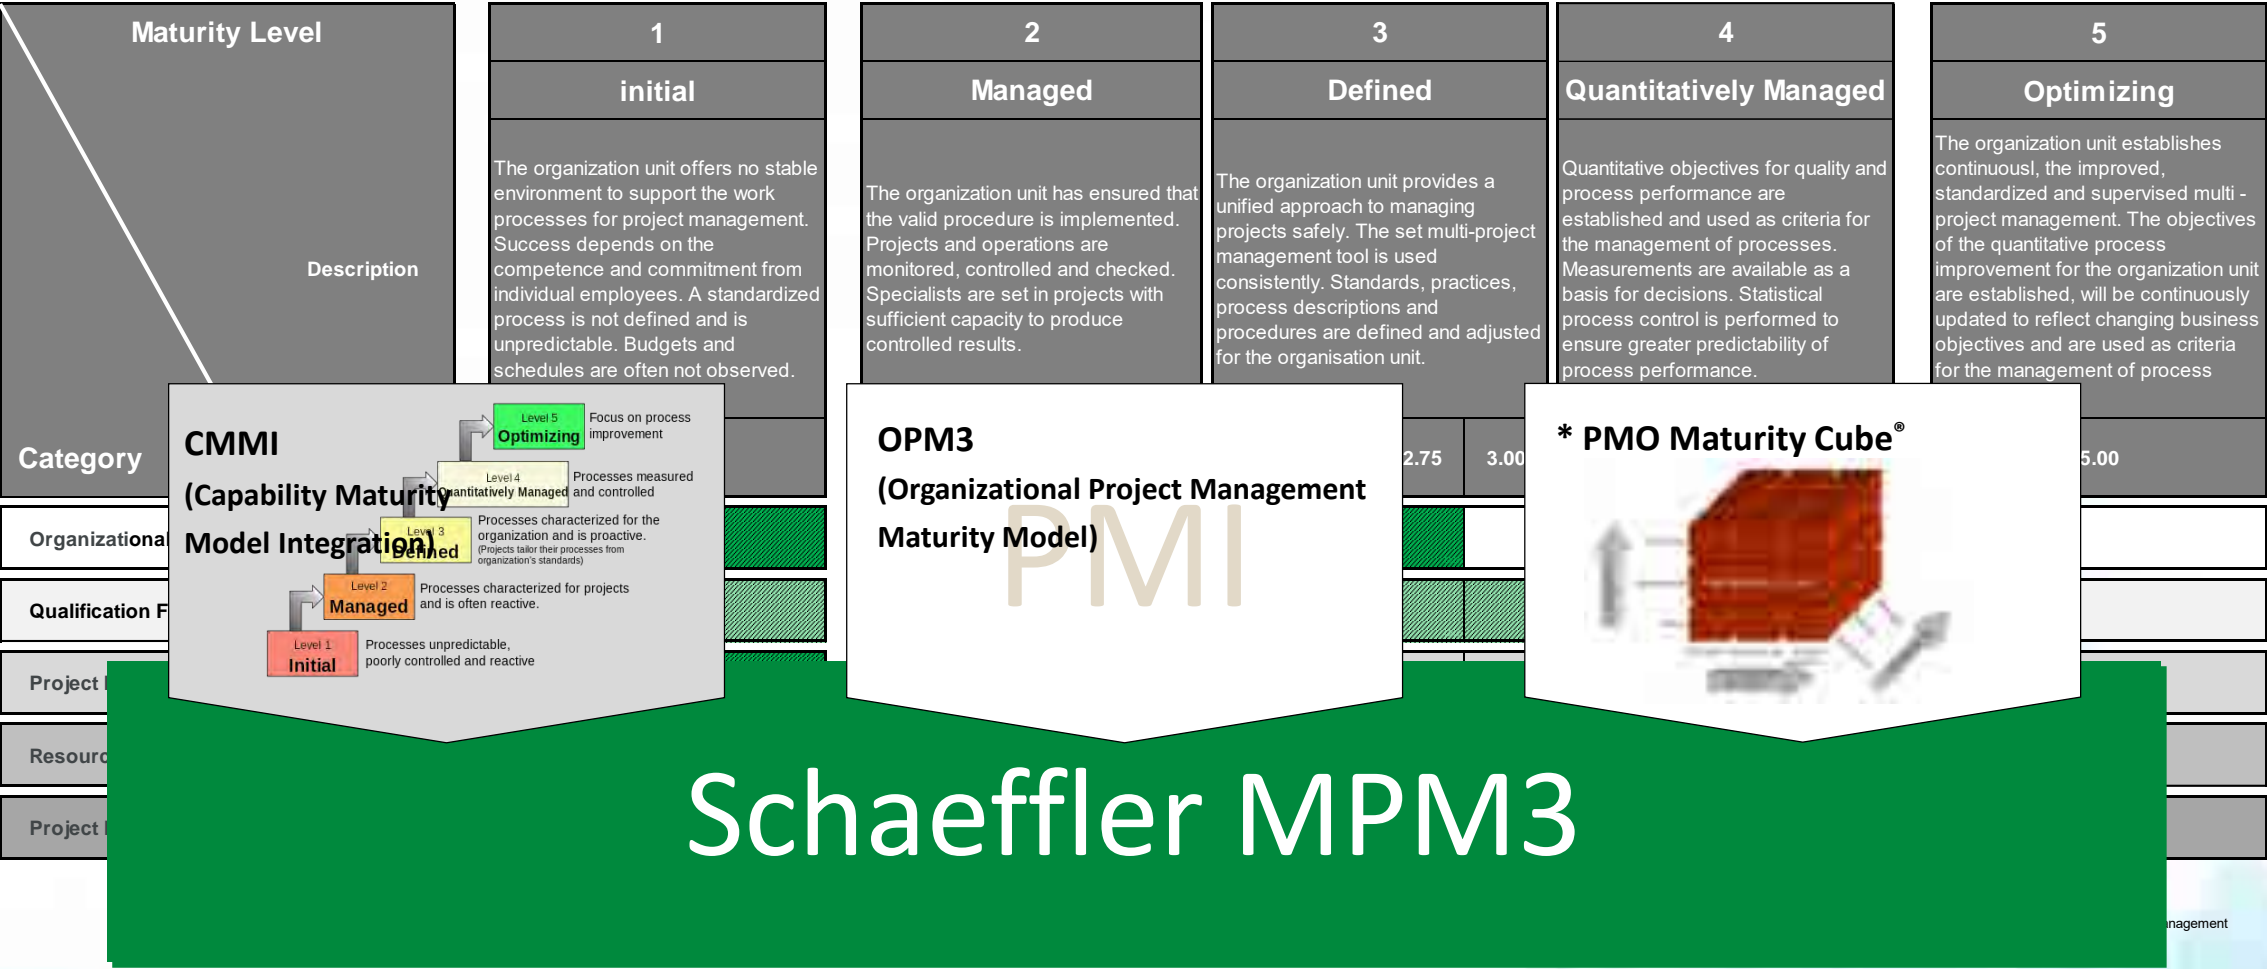 Maturity Level
Description
Category
1
initial
The organization unit offers no stable
environment to support the work
processes for project management.
Success depends on the
competence and commitment from
individual employees. A standardized
process is not defined and is
unpredictable. Budgets and
schedules are often not observed.
2
Managed
The organization unit has ensured that
the valid procedure is implemented.
Projects and operations are
monitored, controlled and checked.
Specialists are set in projects with
sufficient capacity to produce
controlled results.
3
Defined
The organization unit provides a
unified approach to managing
projects safely. The set multi-project
management tool is used
consistently. Standards, practices,
process descriptions and
procedures are defined and adjusted
for the organisation unit.
4
Quantitatively Managed
Quantitative objectives for quality and
process performance are
established and used as criteria for
the management of processes.
Measurements are available as a
basis for decisions. Statistical
process control is performed to
ensure greater predictability of
process performance.
5
Optimizing
The organization unit establishes
continuousl, the improved,
standardized and supervised multi -
project management. The objectives
of the quantitative process
improvement for the organization unit
are established, will be continuously
updated to reflect changing business
objectives and are used as criteria
for the management of process
2.75
3.00
5.00
Organizational
Qualification F
Project
Resourc
Project
CMMI
(Capability Maturity
Model Integration)
Level 5
Optimizing
Focus on process
improvement
Level 4
Quantitatively Managed
Processes measured
and controlled
Level 3
Defined
Processes characterized for the
organization and is proactive.
(Projects tailor their processes from
organization's standards)
Level 2
Managed
Processes characterized for projects
and is often reactive.
Level 1
Initial
Processes unpredictable,
poorly controlled and reactive
OPM3
(Organizational Project Management
Maturity Model)
PMI
* PMO Maturity Cube®
Schaeffler MPM3
anagement